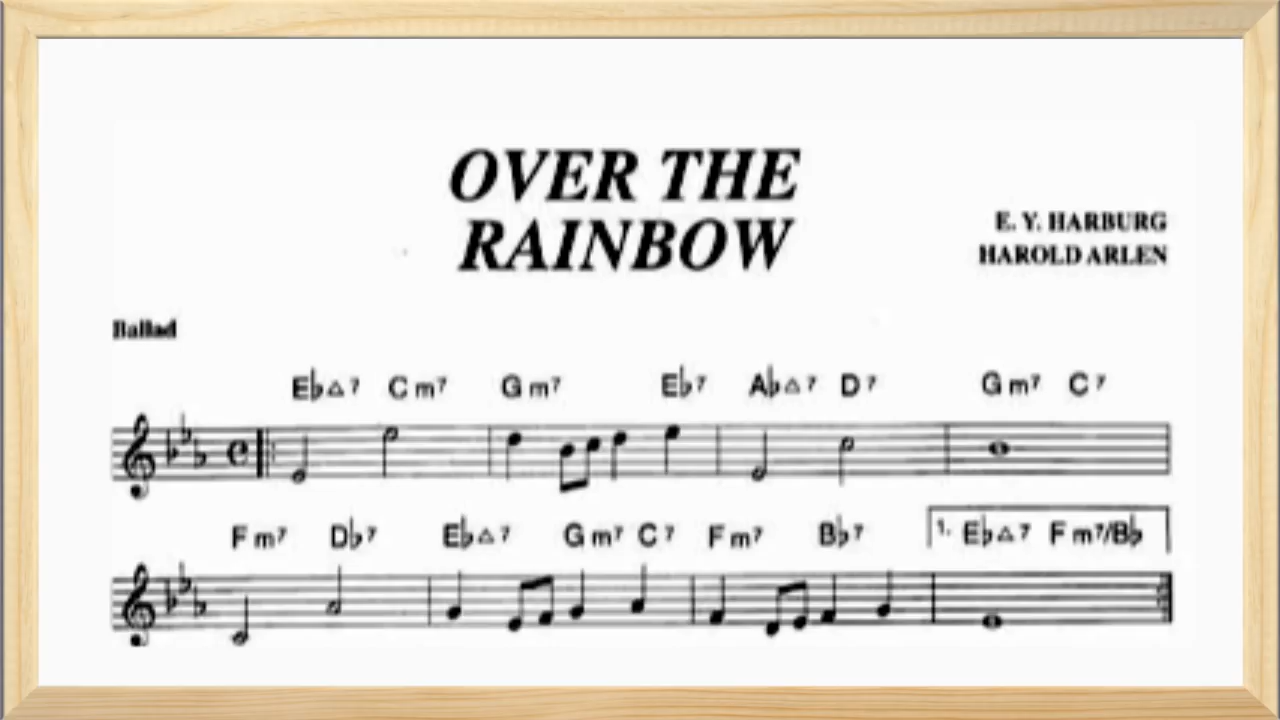 OVER THE
RAINBOW
E. Y. HARBURG
HAROLD ARLEN
Ballad
E♭△7 Cm7 Gm7 E♭7 A♭△7 D7 Gm7 C7
Fm7 D♭7 E♭△7 Gm7 C7 Fm7 B♭7 1. E♭△7 Fm7/B♭